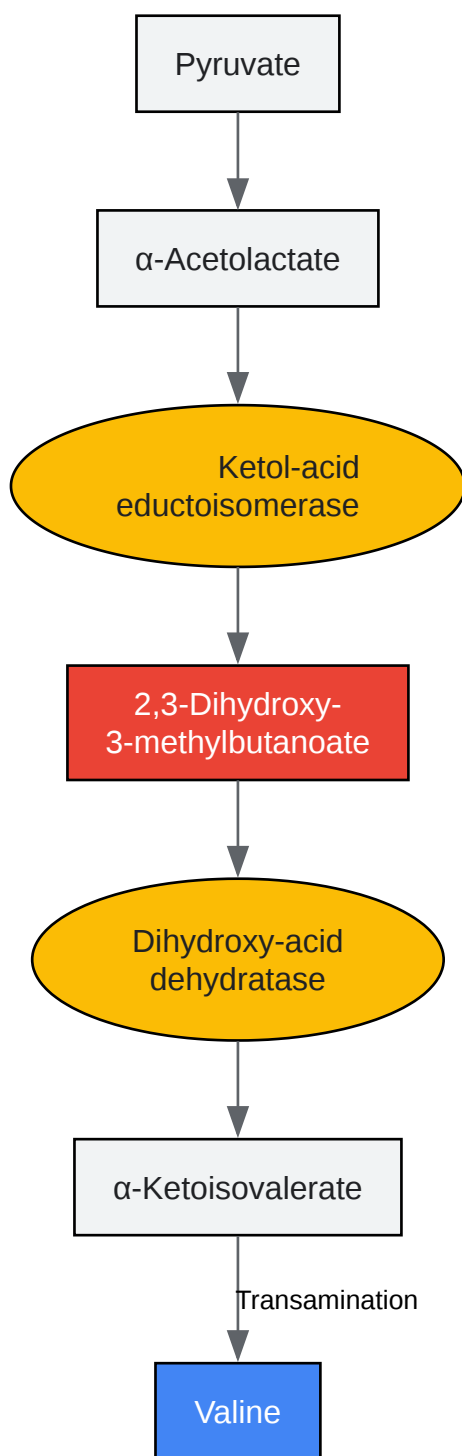 Pyruvate
α-Acetolactate
Ketol-acid
eductoisomerase
2,3-Dihydroxy-
3-methylbutanoate
Dihydroxy-acid
dehydratase
α-Ketoisovalerate
Transamination
Valine